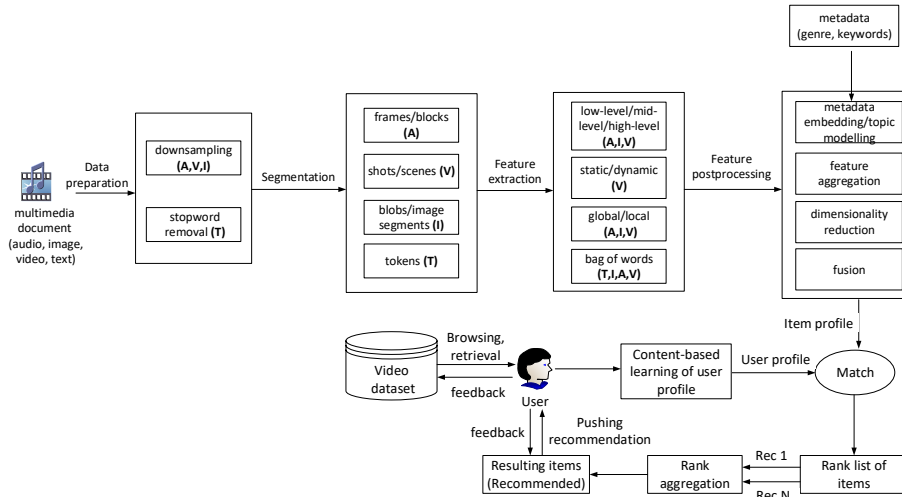 metadata
(genre, keywords)
Data
preparation
multimedia
document
(audio, image,
video, text)
downsampling
(A,V,I)
stopword
removal (T)
Segmentation
frames/blocks
(A)
shots/scenes (V)
blobs/image
segments (I)
tokens (T)
Feature
extraction
low-level/mid-
level/high-level
(A,I,V)
static/dynamic
(V)
global/local
(A,I,V)
bag of words
(T,I,A,V)
Feature
postprocessing
metadata
embedding/topic
modelling
feature
aggregation
dimensionality
reduction
fusion
Item profile
Video
dataset
Browsing,
retrieval
feedback
User
Content-based
learning of user
profile
User profile
Match
feedback
Pushing
recommendation
Resulting items
(Recommended)
Rank
aggregation
Rec 1
Rec N
Rank list of
items